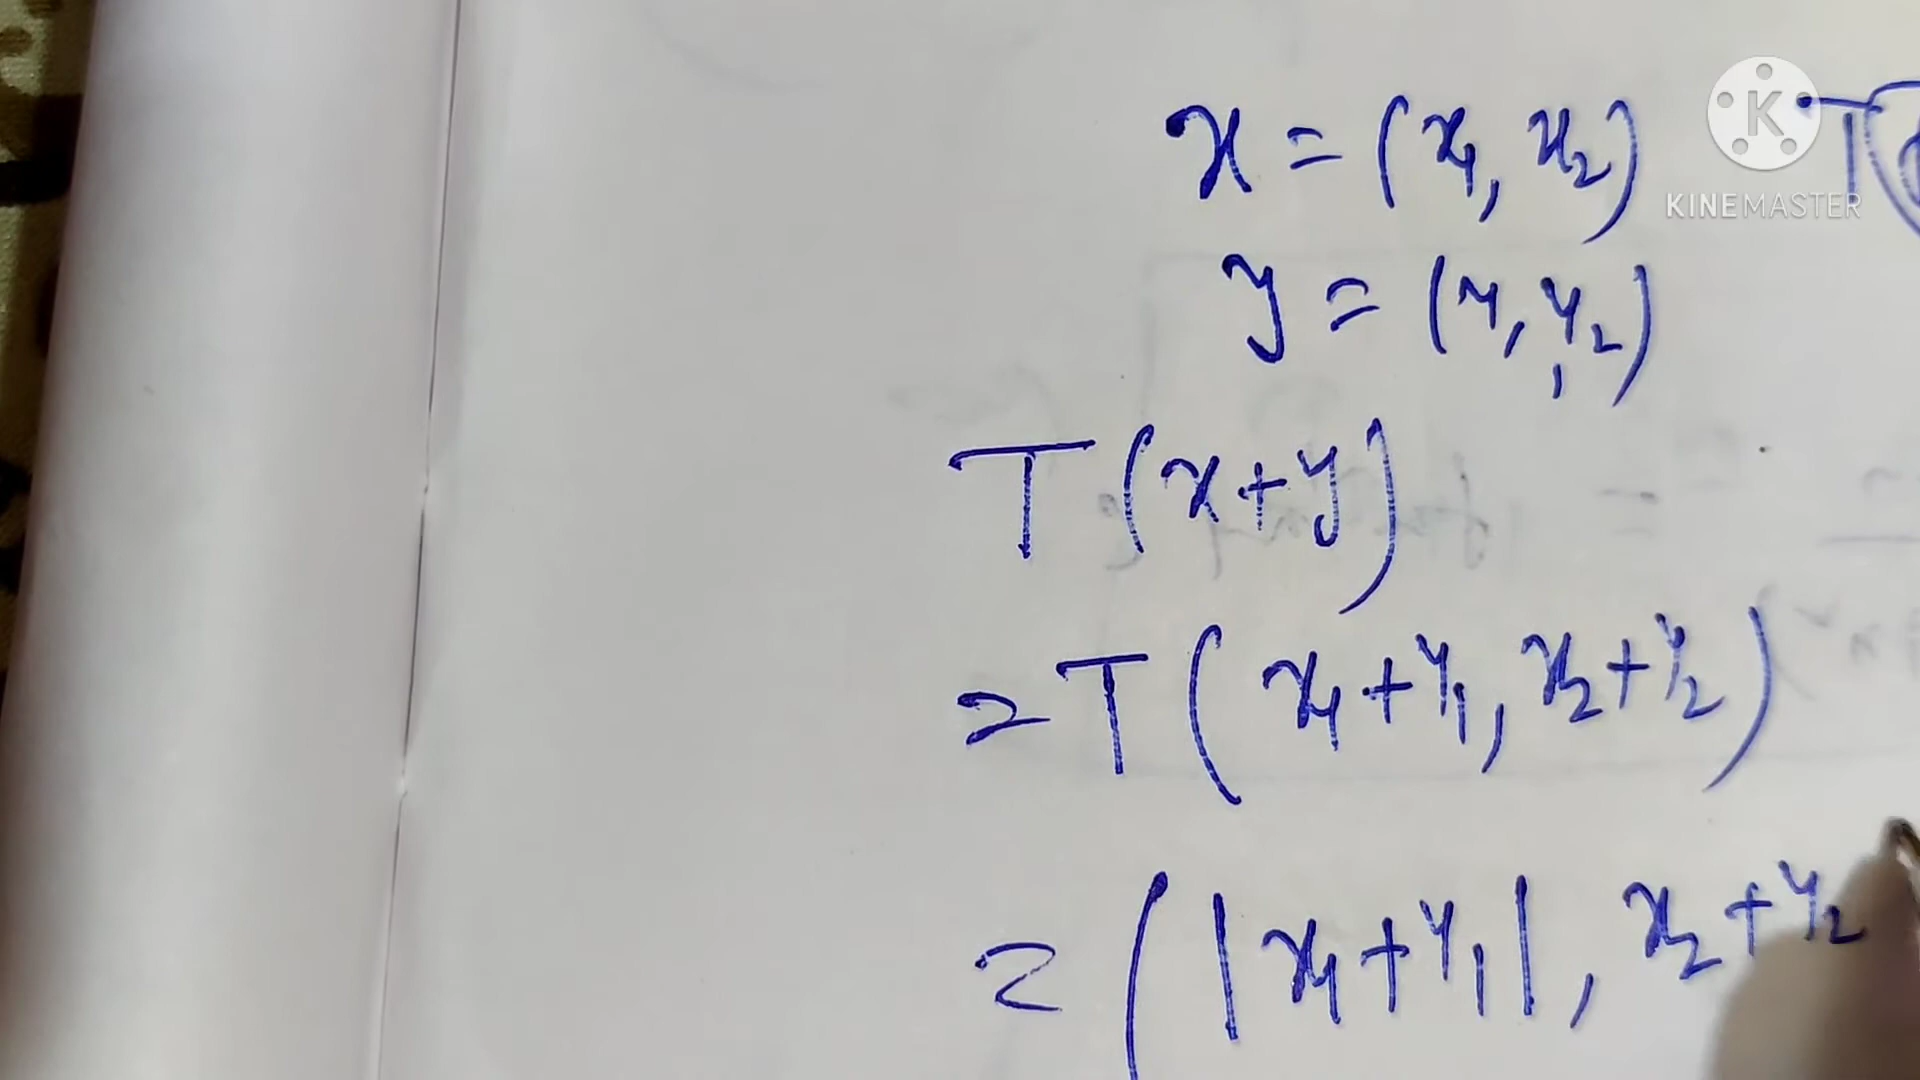 x = (x1, x2)
K
KINEMASTER
T(
y = (y1, y2)
T(x+y)
=T(x1+y1, x2+y2)
=(|x1+y1|, x2+y2